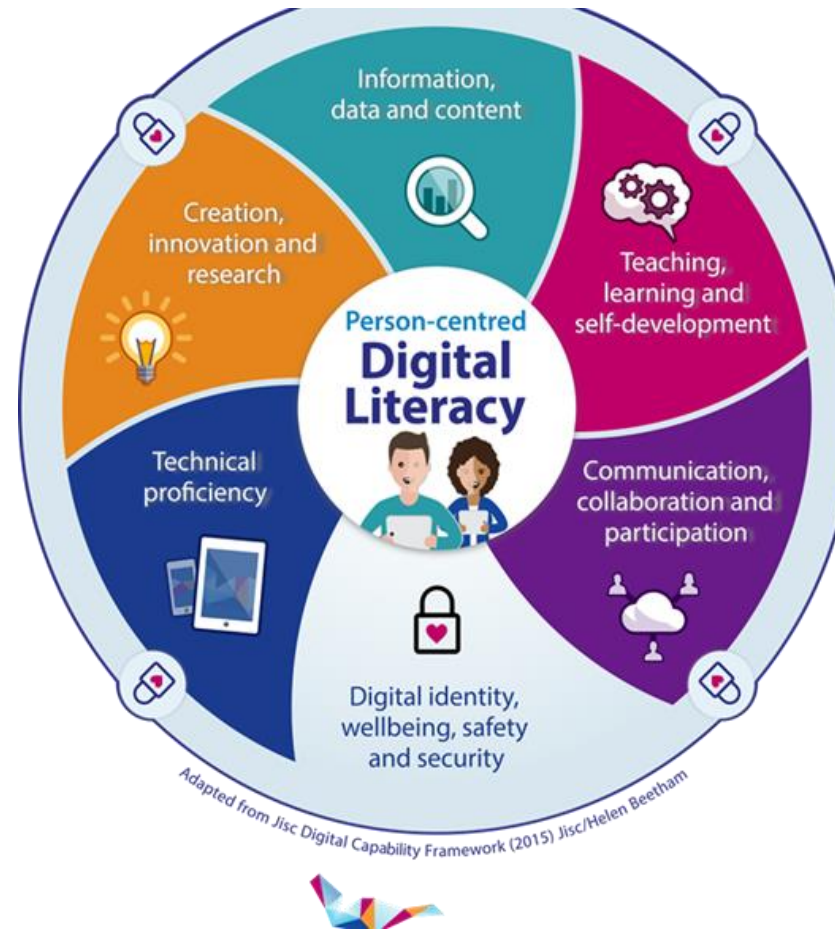 Information,
data and content
Creation,
innovation and
research
Teaching,
learning and
self-development
Person-centred
Digital
Literacy
Technical
proficiency
Communication,
collaboration and
participation
Digital identity,
wellbeing, safety
and security
Adapted from Jisc Digital Capability Framework (2015) Jisc/Helen Beetham